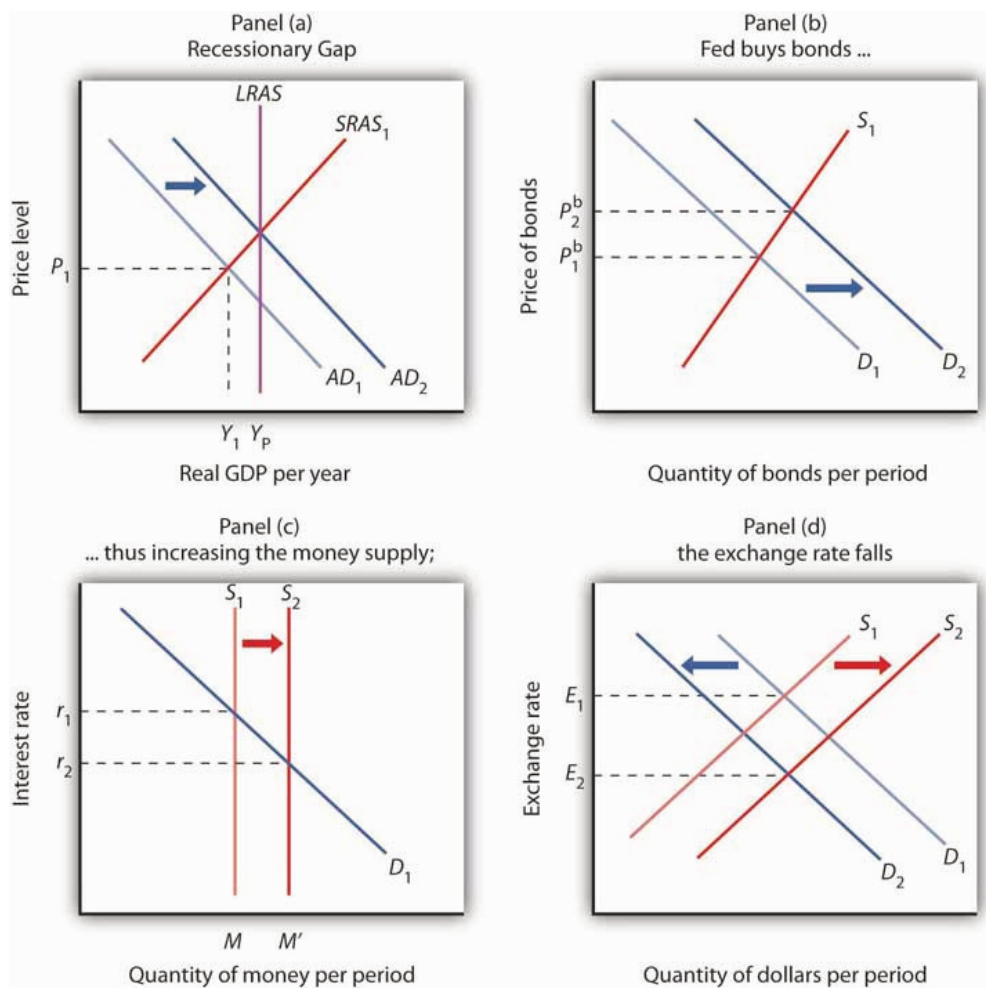 Panel (a)
Recessionary Gap
LRAS
SRAS₁
Price level
P₁
AD₁
AD₂
Y₁
Y_P
Real GDP per year
Panel (b)
Fed buys bonds ...
S₁
Price of bonds
P₂ᵇ
P₁ᵇ
D₁
D₂
Quantity of bonds per period
Panel (c)
... thus increasing the money supply;
S₁
S₂
Interest rate
r₁
r₂
D₁
M
M′
Quantity of money per period
Panel (d)
the exchange rate falls
S₁
S₂
Exchange rate
E₁
E₂
D₁
D₂
Quantity of dollars per period